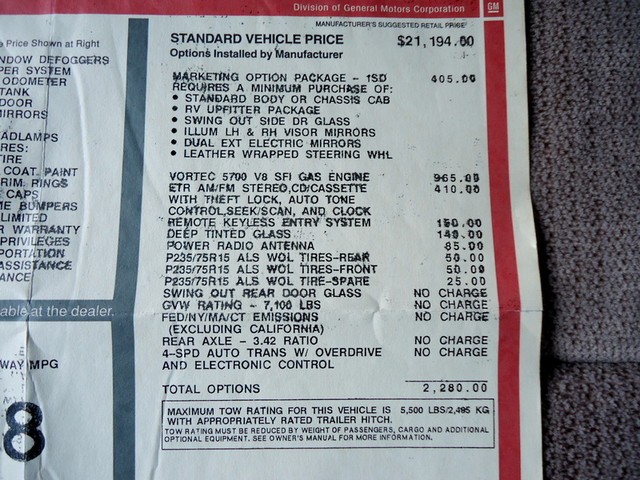 Division of General Motors Corporation
GM
MANUFACTURER'S SUGGESTED RETAIL PRICE
e Price Shown at Right
STANDARD VEHICLE PRICE $21,194.00
Options Installed by Manufacturer
NDOW DEFOGGERS
PER SYSTEM
ODOMETER
TANK
DOOR
MIRRORS
EADLAMPS
RES:
TIRE
COAT PAINT
RIM RINGS
CAPS
ME BUMPERS
LIMITED
R WARRANTY
PRIVILEGES
PORTATION
ASSISTANCE
ANCE
MARKETING OPTION PACKAGE - 1SD 405.00
REQUIRES A MINIMUM PURCHASE OF:
• STANDARD BODY OR CHASSIS CAB
• RV UPFITTER PACKAGE
• SWING OUT SIDE DR GLASS
• ILLUM LH & RH VISOR MIRRORS
• DUAL EXT ELECTRIC MIRRORS
• LEATHER WRAPPED STEERING WHL
VORTEC 5700 V8 SFI GAS ENGINE 965.00
ETR AM/FM STEREO,CD/CASSETTE 410.00
WITH THEFT LOCK, AUTO TONE
CONTROL,SEEK/SCAN, AND CLOCK
REMOTE KEYLESS ENTRY SYSTEM 150.00
DEEP TINTED GLASS 140.00
POWER RADIO ANTENNA 85.00
P235/75R15 ALS WOL TIRES-REAR 50.00
P235/75R15 ALS WOL TIRES-FRONT 50.00
P235/75R15 ALS WOL TIRES-SPARE 25.00
SWING OUT REAR DOOR GLASS NO CHARGE
GVW RATING - 7,100 LBS NO CHARGE
FED/NY/MA/CT EMISSIONS NO CHARGE
(EXCLUDING CALIFORNIA)
REAR AXLE - 3.42 RATIO NO CHARGE
4-SPD AUTO TRANS W/ OVERDRIVE NO CHARGE
AND ELECTRONIC CONTROL
TOTAL OPTIONS 2,280.00
able at the dealer.
WAY MPG
8
MAXIMUM TOW RATING FOR THIS VEHICLE IS 5,500 LBS/2,495 KG
WITH APPROPRIATELY RATED TRAILER HITCH.
TOW RATING MUST BE REDUCED BY WEIGHT OF PASSENGERS, CARGO AND ADDITIONAL
OPTIONAL EQUIPMENT. SEE OWNER'S MANUAL FOR MORE INFORMATION.